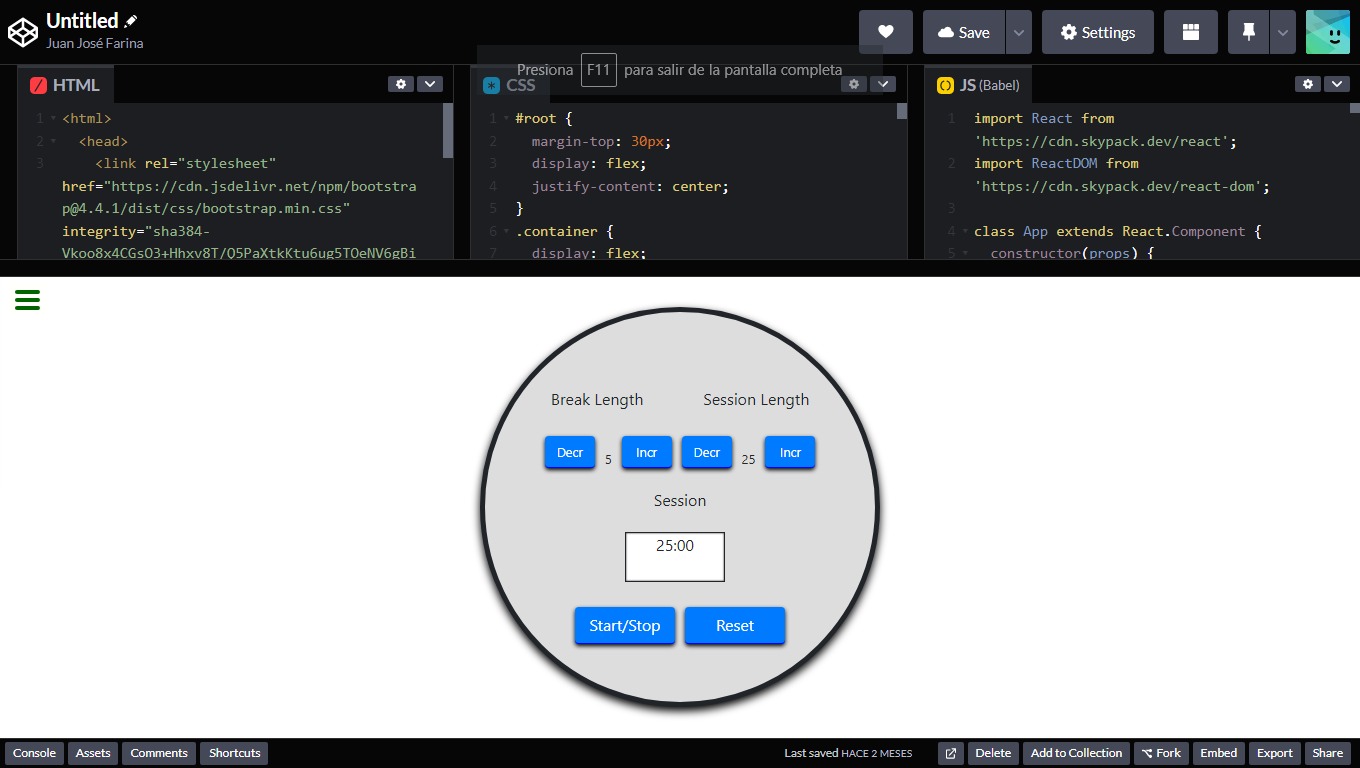 Untitled
Juan José Farina
Save
Settings
Presiona F11 para salir de la pantalla completa
HTML
CSS
JS (Babel)
1 <html>
2 <head>
3 <link rel="stylesheet"
href="https://cdn.jsdelivr.net/npm/bootstra
p@4.4.1/dist/css/bootstrap.min.css"
integrity="sha384-
Vkoo8x4CGsO3+Hhxv8T/Q5PaXtkKtu6ug5TOeNV6gBi
1 #root {
2 margin-top: 30px;
3 display: flex;
4 justify-content: center;
5 }
6 .container {
7 display: flex;
1 import React from
'https://cdn.skypack.dev/react';
2 import ReactDOM from
'https://cdn.skypack.dev/react-dom';
3
4 class App extends React.Component {
5 constructor(props) {
Break Length
Session Length
Decr 5 Incr Decr 25 Incr
Session
25:00
Start/Stop Reset
Console Assets Comments Shortcuts
Last saved HACE 2 MESES
Delete Add to Collection Fork Embed Export Share